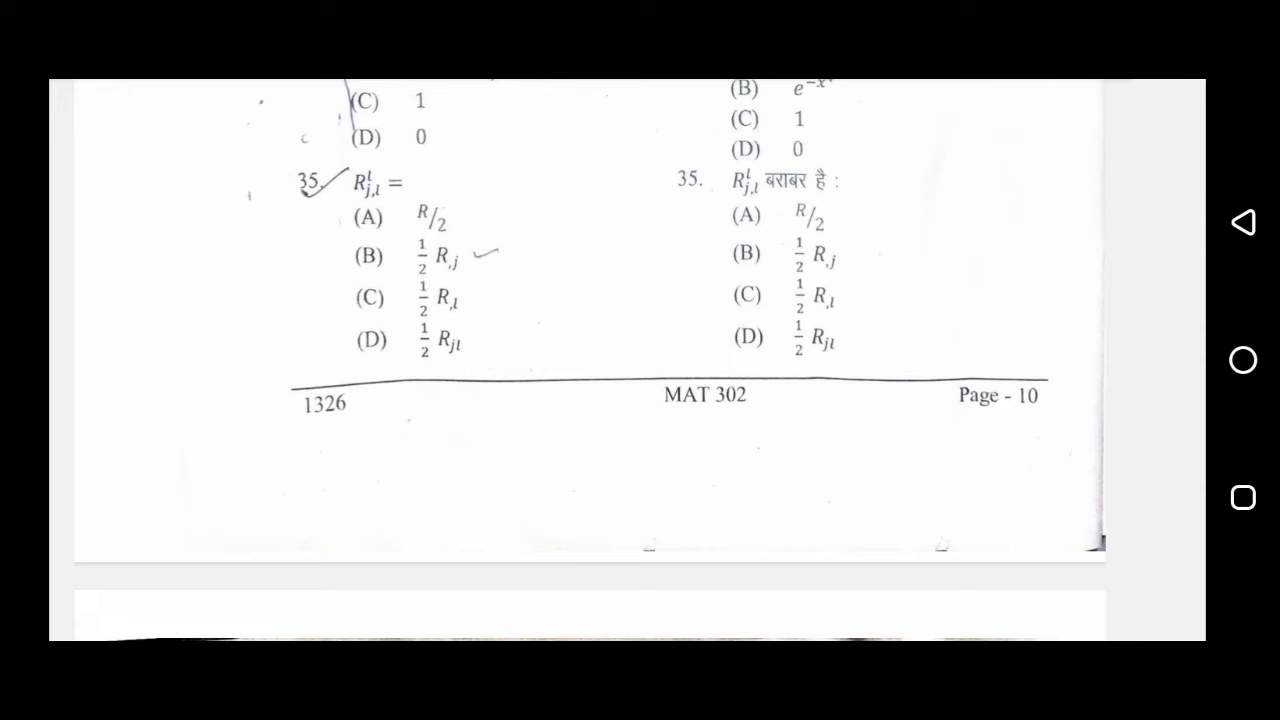 (C) 1
(D) 0
35. R^l_{j,l} =
(A) R/2
(B) 1/2 R_{,j}
(C) 1/2 R_{,l}
(D) 1/2 R_{jl}
(B) e^{-x
(C) 1
(D) 0
35. R^l_{j,l} बराबर है :
(A) R/2
(B) 1/2 R_{,j}
(C) 1/2 R_{,l}
(D) 1/2 R_{jl}
1326 MAT 302 Page - 10